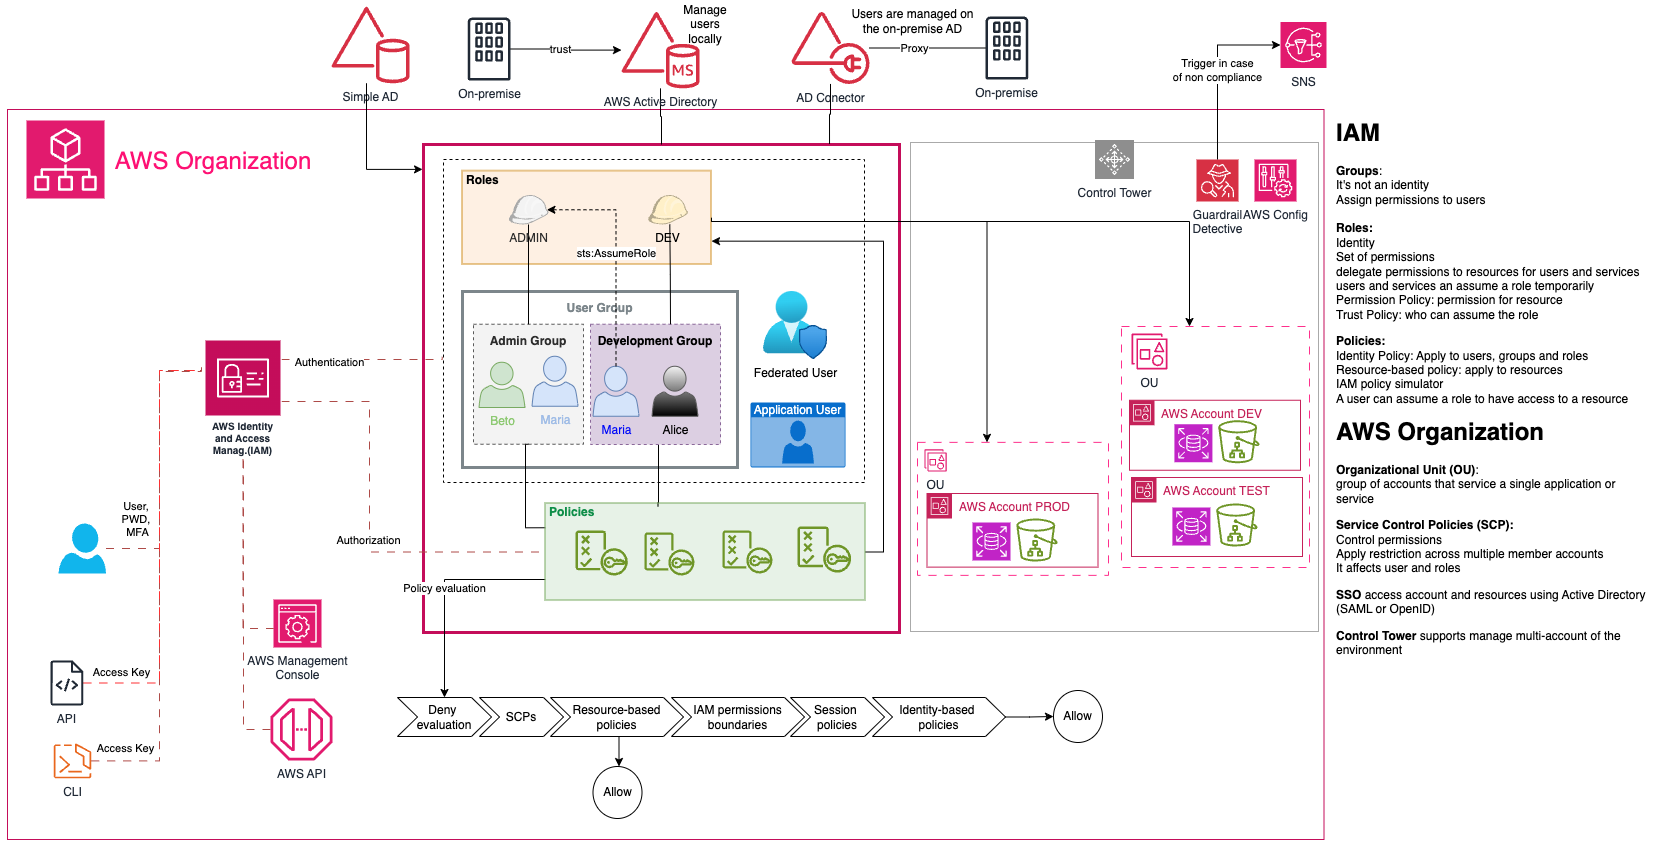 Manage
users
locally
Users are managed on
the on-premise AD
trust
Proxy
MS
Trigger in case
of non compliance
Simple AD
On-premise
AWS Active Directory
AD Conector
On-premise
SNS
AWS Organization
Roles
ADMIN
DEV
sts:AssumeRole
User Group
Admin Group
Development Group
Beto
Maria
Maria
Alice
Federated User
Application User
Policies
Control Tower
Guardrail
Detective
AWS Config
OU
AWS Account DEV
AWS Account TEST
OU
AWS Account PROD
Authentication
AWS Identity
and Access
Manag.(IAM)
User,
PWD,
MFA
Authorization
Policy evaluation
AWS Management
Console
Access Key
API
Access Key
CLI
AWS API
Deny
evaluation
SCPs
Resource-based
policies
IAM permissions
boundaries
Session
policies
Identity-based
policies
Allow
Allow
IAM
Groups:
It's not an identity
Assign permissions to users
Roles:
Identity
Set of permissions
delegate permissions to resources for users and services
users and services an assume a role temporarily
Permission Policy: permission for resource
Trust Policy: who can assume the role
Policies:
Identity Policy: Apply to users, groups and roles
Resource-based policy: apply to resources
IAM policy simulator
A user can assume a role to have access to a resource
AWS Organization
Organizational Unit (OU):
group of accounts that service a single application or
service
Service Control Policies (SCP):
Control permissions
Apply restriction across multiple member accounts
It affects user and roles
SSO access account and resources using Active Directory
(SAML or OpenID)
Control Tower supports manage multi-account of the
environment